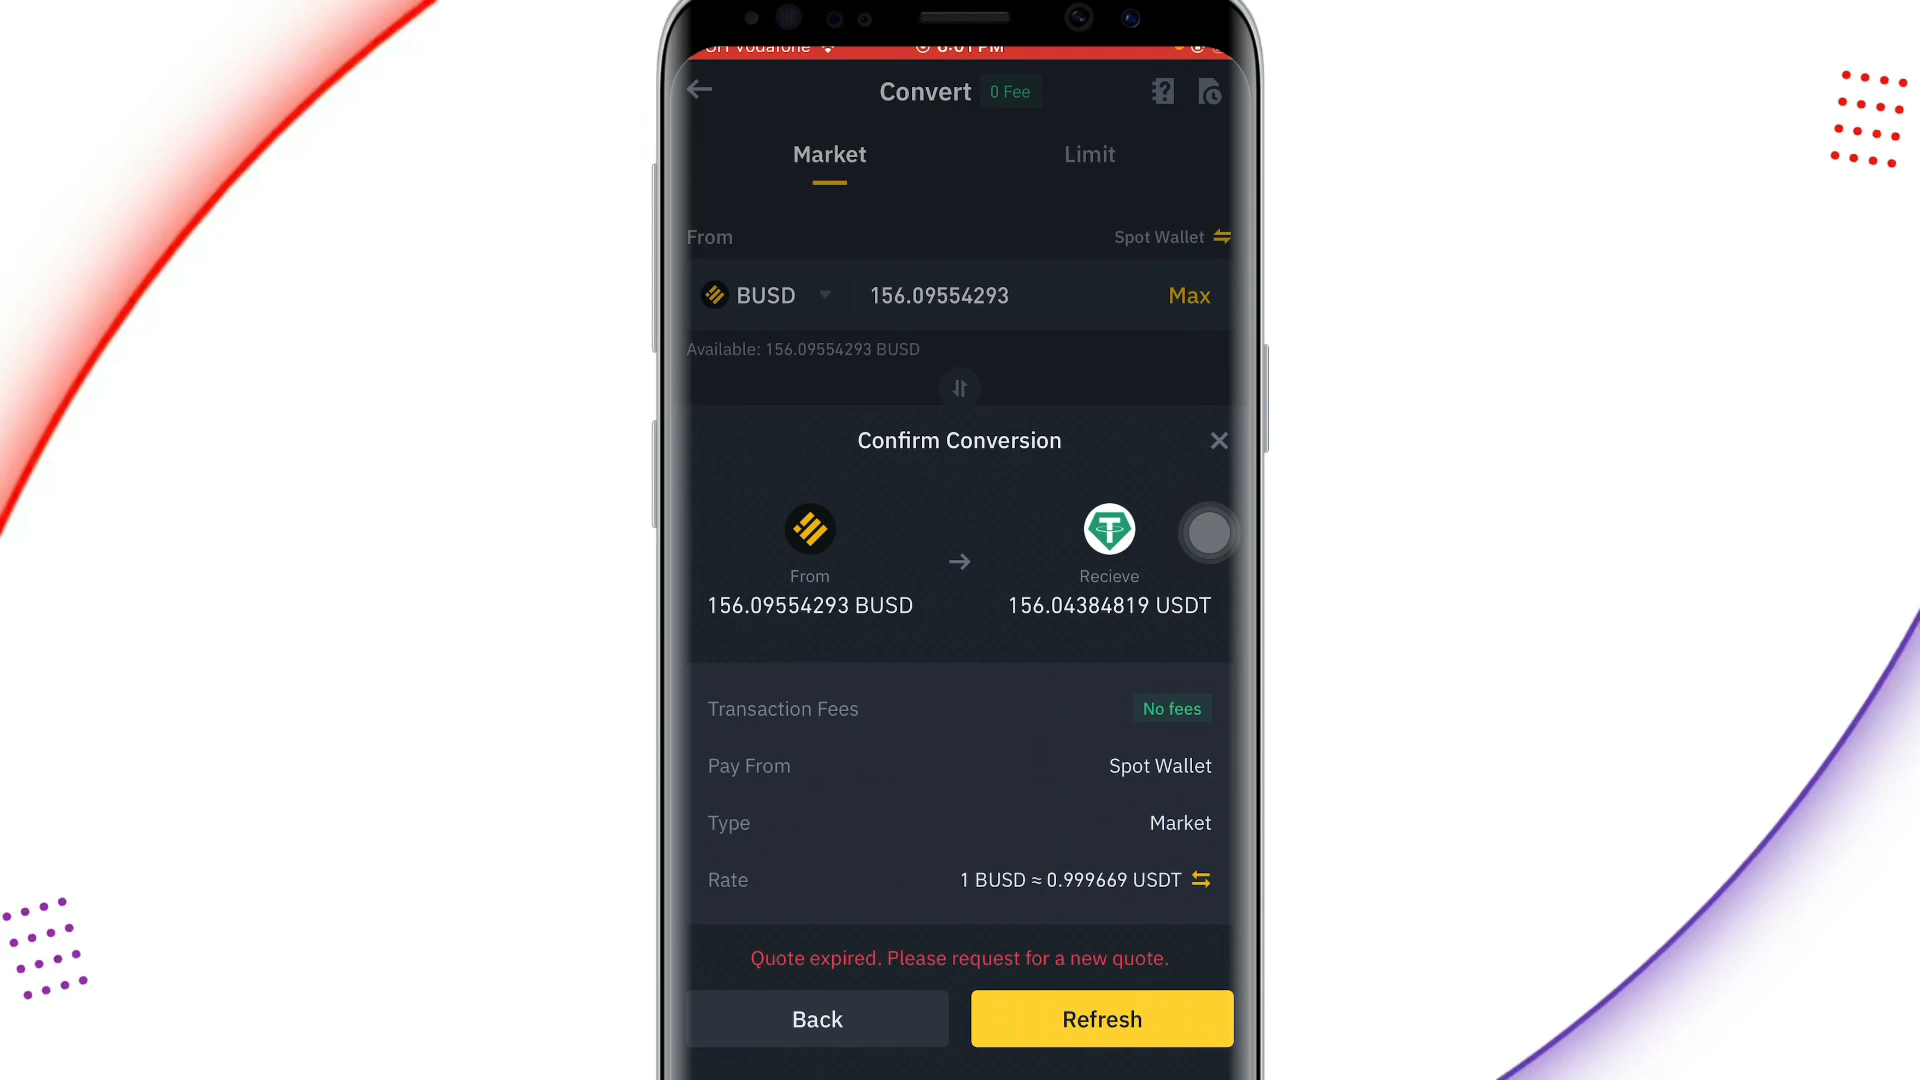 Convert 0 Fee
Market Limit
From Spot Wallet
BUSD 156.09554293 Max
Available: 156.09554293 BUSD
Confirm Conversion
From Recieve
156.09554293 BUSD 156.04384819 USDT
Transaction Fees No fees
Pay From Spot Wallet
Type Market
Rate 1 BUSD ≈ 0.999669 USDT
Quote expired. Please request for a new quote.
Back Refresh